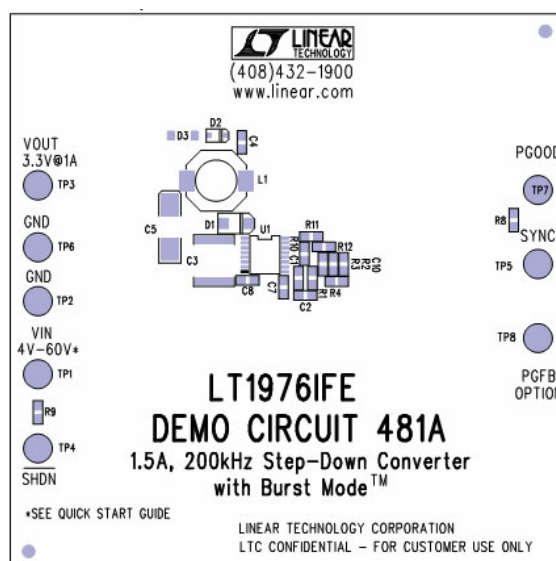 LINEAR
TECHNOLOGY
(408)432-1900
www.linear.com
D3
D2
C4
VOUT
3.3V@1A
TP3
L1
PGOOD
TP7
GND
TP6
C5
D1
U1
R11
R8
SYNC
C3
R10
C1
R12
R3
R2
C10
TP5
GND
TP2
C8
C7
R1
R4
C2
VIN
4V-60V*
TP1
TP8
R9
LT1976IFE
PGFB
OPTION
DEMO CIRCUIT 481A
TP4
SHDN
1.5A, 200kHz Step-Down Converter
with Burst Mode™
*SEE QUICK START GUIDE
LINEAR TECHNOLOGY CORPORATION
LTC CONFIDENTIAL - FOR CUSTOMER USE ONLY